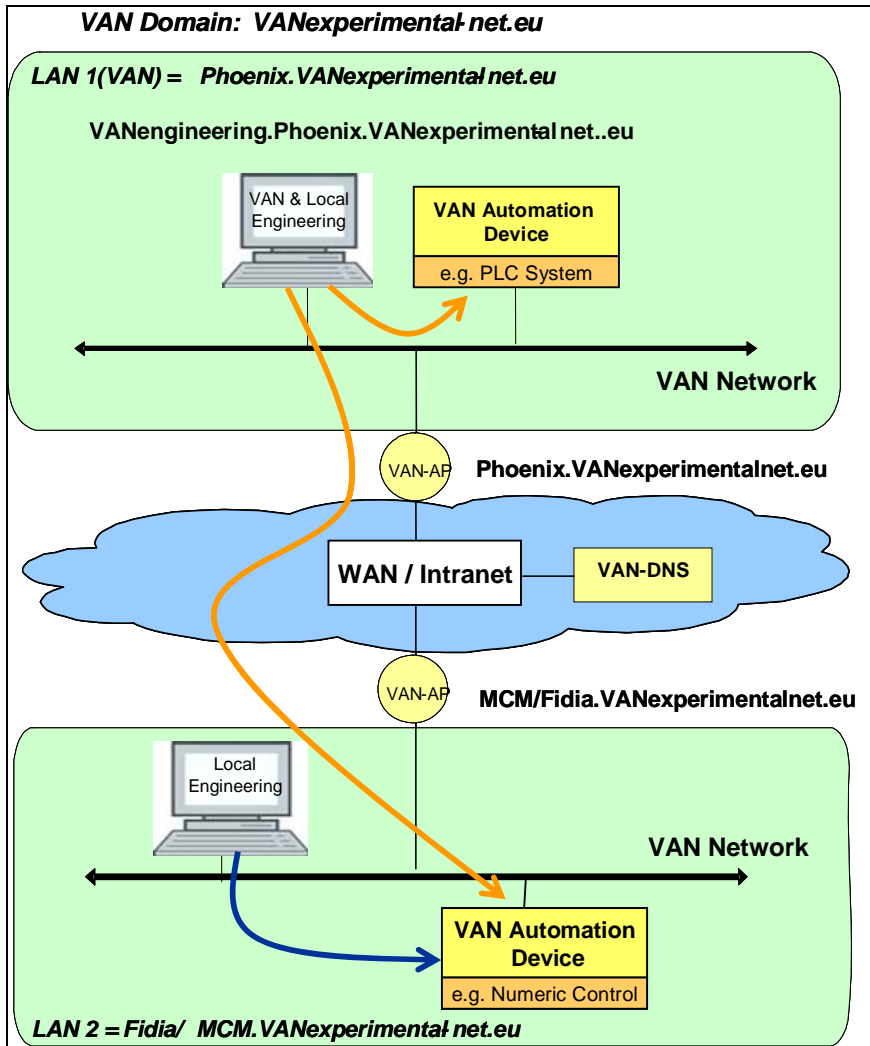 VAN Domain: VANexperimental-net.eu
LAN 1(VAN) = Phoenix.VANexperimental-net.eu
VANengineering.Phoenix.VANexperimental-net..eu
VAN & Local
Engineering
VAN Automation
Device
e.g. PLC System
VAN Network
VAN-AP
Phoenix.VANexperimentalnet.eu
WAN / Intranet
VAN-DNS
VAN-AP
MCM/Fidia.VANexperimentalnet.eu
Local
Engineering
VAN Network
VAN Automation
Device
e.g. Numeric Control
LAN 2 = Fidia/ MCM.VANexperimental-net.eu